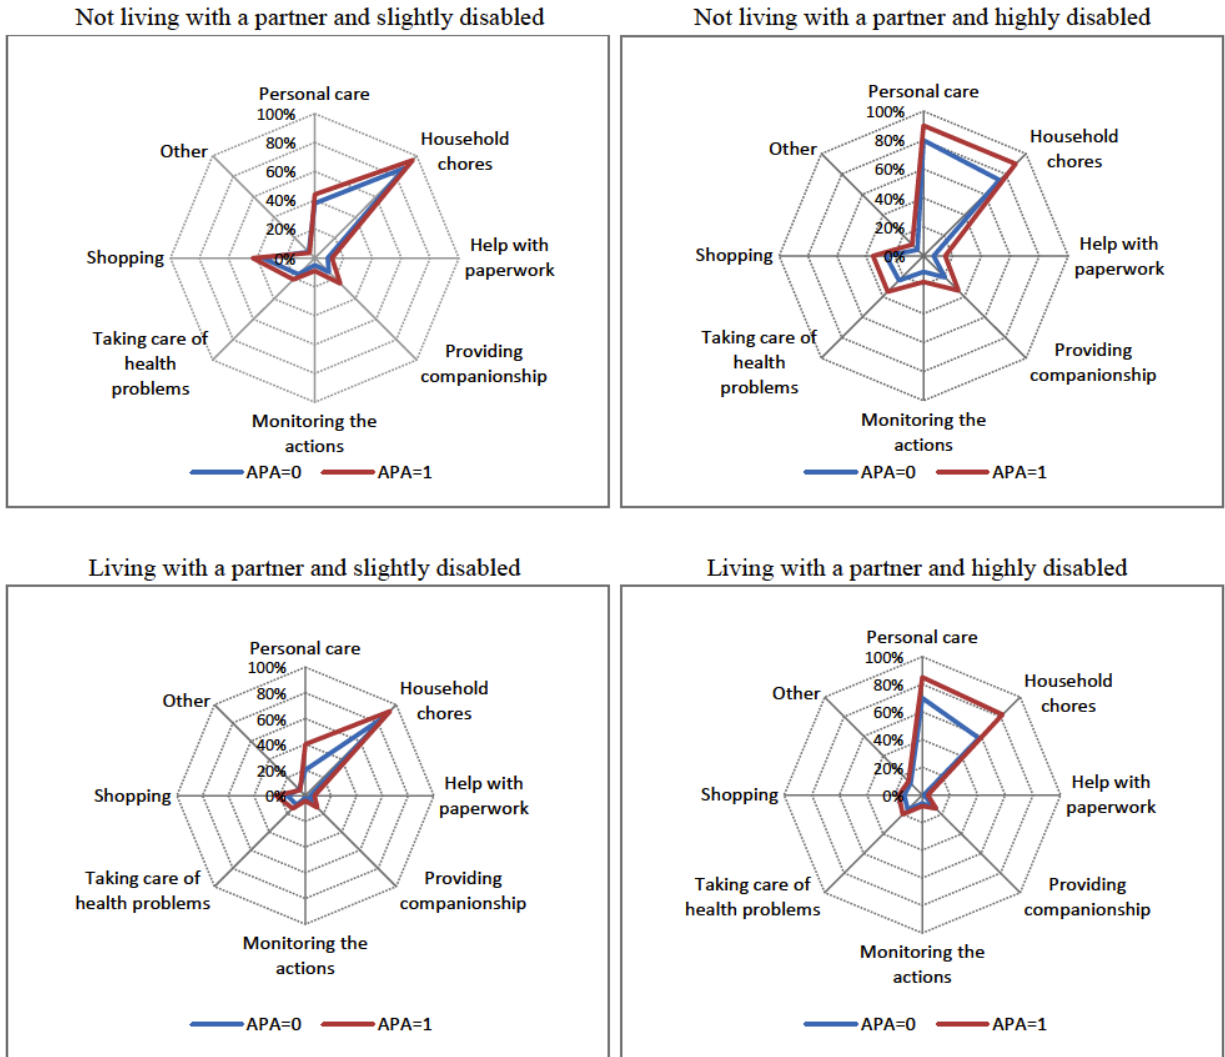 Not living with a partner and slightly disabled
Personal care
100%
80%
60%
40%
20%
0%
Household
chores
Help with
paperwork
Providing
companionship
Monitoring the
actions
Taking care of
health
problems
Shopping
Other
APA=0
APA=1
Not living with a partner and highly disabled
Personal care
100%
80%
60%
40%
20%
0%
Household
chores
Help with
paperwork
Providing
companionship
Monitoring the
actions
Taking care of
health
problems
Shopping
Other
APA=0
APA=1
Living with a partner and slightly disabled
Personal care
100%
80%
60%
40%
20%
0%
Household
chores
Help with
paperwork
Providing
companionship
Monitoring the
actions
Taking care of
health problems
Shopping
Other
APA=0
APA=1
Living with a partner and highly disabled
Personal care
100%
80%
60%
40%
20%
0%
Household
chores
Help with
paperwork
Providing
companionship
Monitoring the
actions
Taking care of
health problems
Shopping
Other
APA=0
APA=1